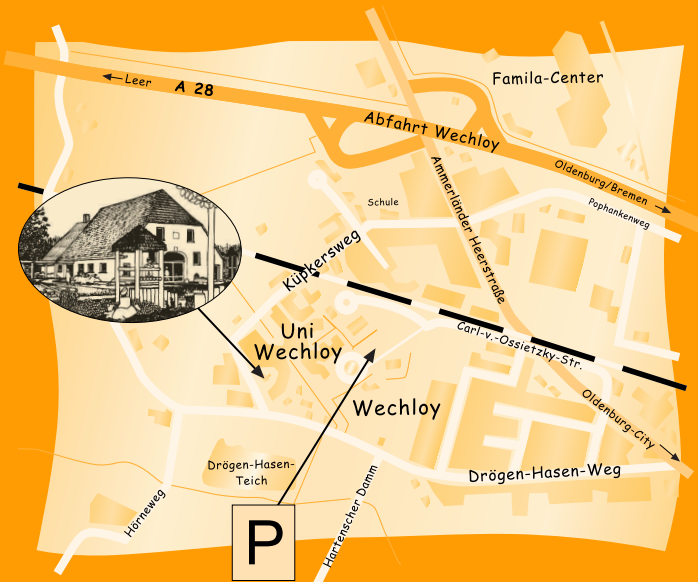 Famila-Center
Leer
A 28
Abfahrt Wechloy
Oldenburg/Bremen
Ammerländer Heerstraße
Schule
Pophankenweg
Küpkersweg
Uni
Wechloy
Carl-v.-Ossietzky-Str.
Wechloy
Oldenburg-City
Drögen-Hasen-
Teich
Drögen-Hasen-Weg
Hörneweg
Hartenscher Damm
P